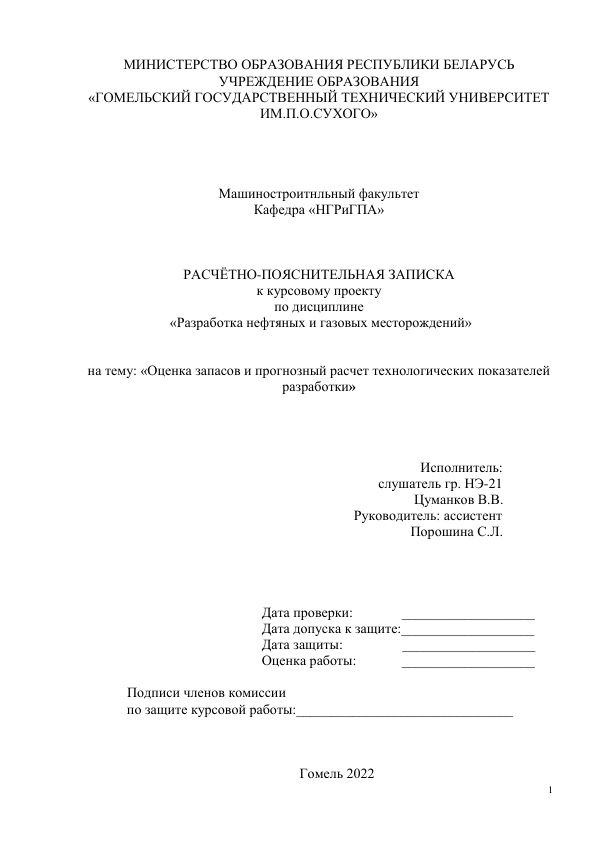 МИНИСТЕРСТВО ОБРАЗОВАНИЯ РЕСПУБЛИКИ БЕЛАРУСЬ
УЧРЕЖДЕНИЕ ОБРАЗОВАНИЯ
«ГОМЕЛЬСКИЙ ГОСУДАРСТВЕННЫЙ ТЕХНИЧЕСКИЙ УНИВЕРСИТЕТ
ИМ.П.О.СУХОГО»
Машиностроитнльный факультет
Кафедра «НГРиГПА»
РАСЧЁТНО-ПОЯСНИТЕЛЬНАЯ ЗАПИСКА
к курсовому проекту
по дисциплине
«Разработка нефтяных и газовых месторождений»
на тему: «Оценка запасов и прогнозный расчет технологических показателей
разработки»
Исполнитель:
слушатель гр. НЭ-21
Цуманков В.В.
Руководитель: ассистент
Порошина С.Л.
Дата проверки: ___________________
Дата допуска к защите:___________________
Дата защиты: ___________________
Оценка работы: ___________________
Подписи членов комиссии
по защите курсовой работы:_______________________________
Гомель 2022
1